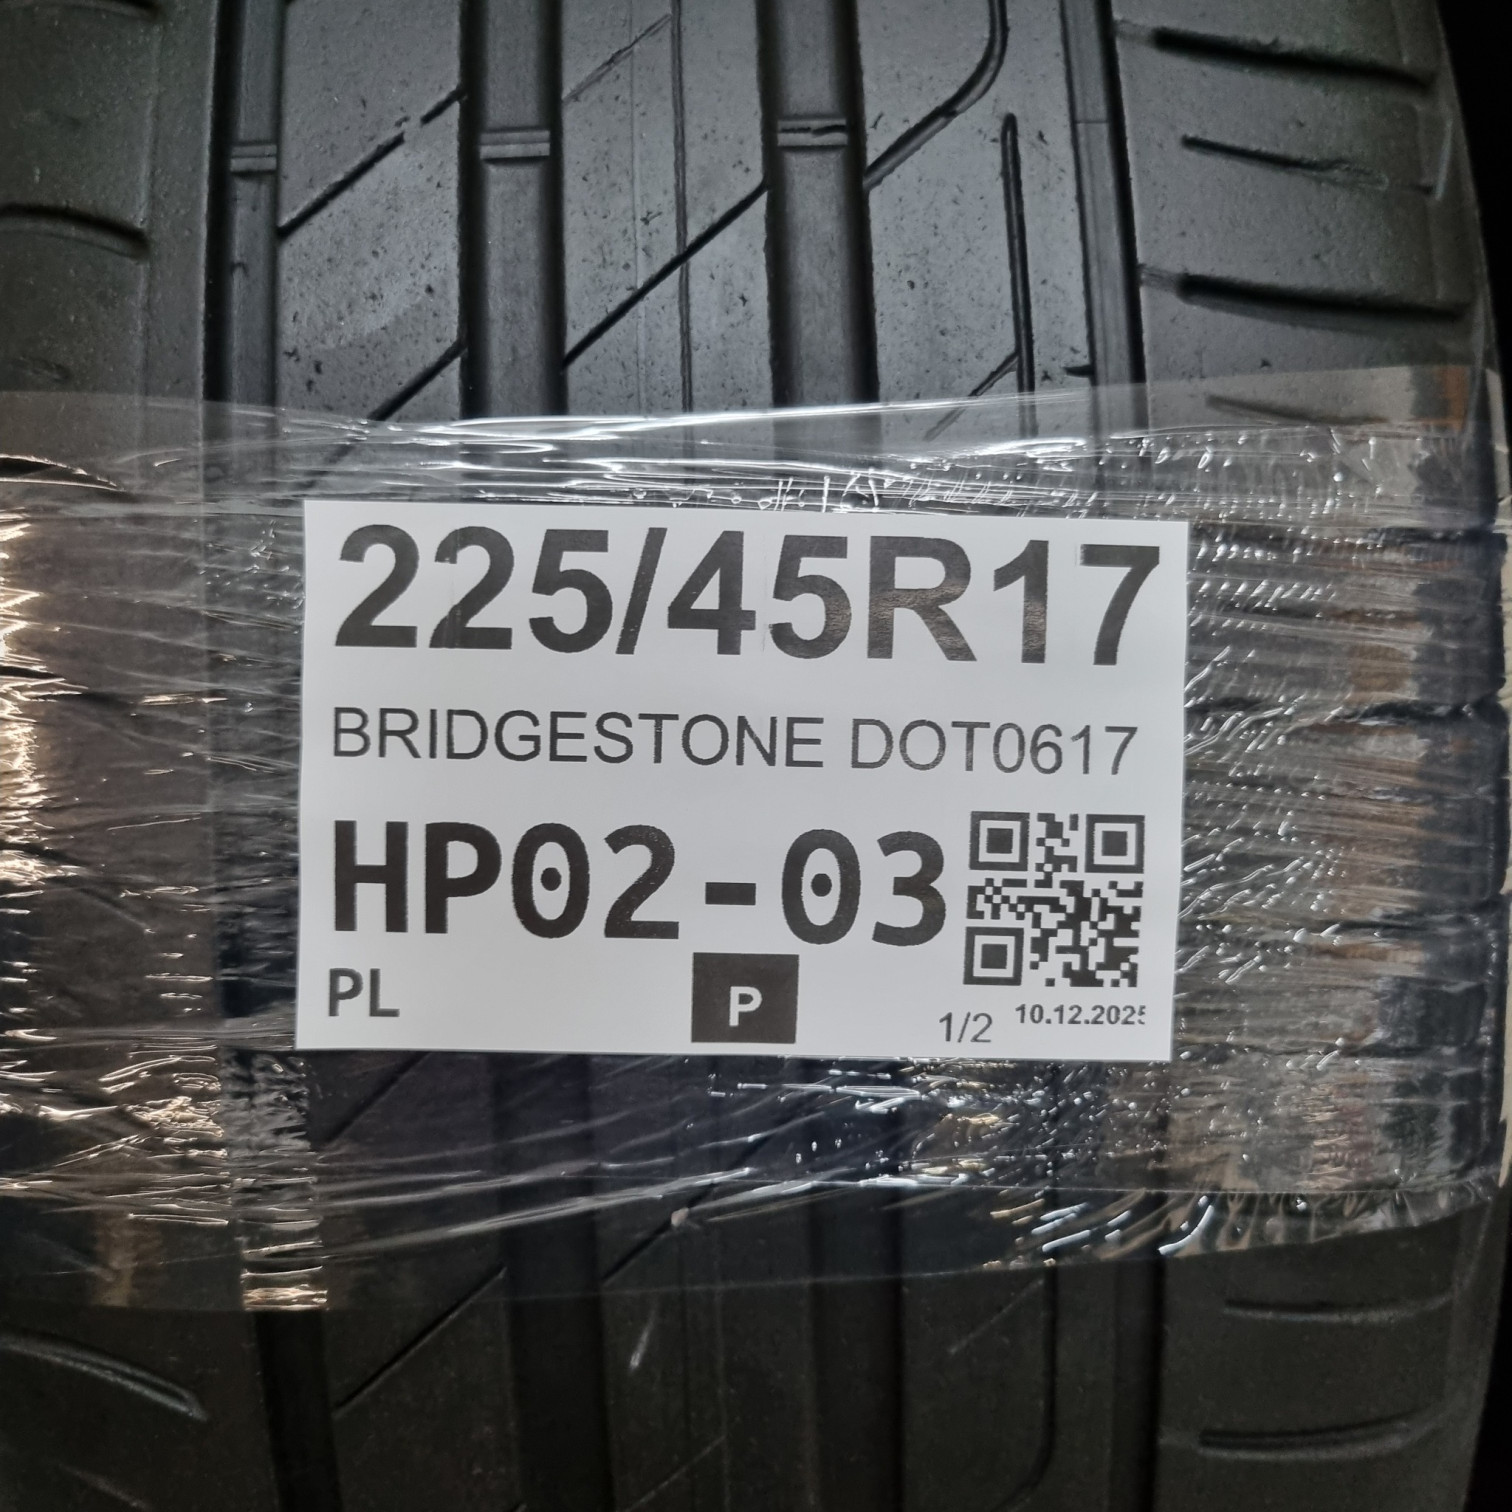 225/45R17
BRIDGESTONE DOT0617
HP02-03
PL
P
1/2
10.12.2025